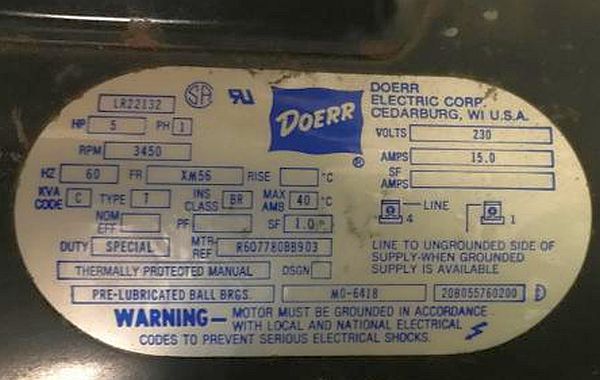 LR22132 SA UR DOERR ®
DOERR
ELECTRIC CORP.
CEDARBURG, WI U.S.A.
HP 5 PH 1
VOLTS 230
RPM 3450
AMPS 15.0
HZ 60 FR XM56 RISE °C
SF AMPS
KVA CODE C TYPE T INS CLASS BR MAX AMB 40 °C
LINE 4 1
NOM EFF PF SF 1.0
DUTY SPECIAL MTR REF R607780BB903
LINE TO UNGROUNDED SIDE OF
SUPPLY-WHEN GROUNDED
SUPPLY IS AVAILABLE
THERMALLY PROTECTED MANUAL DSGN
PRE-LUBRICATED BALL BRGS. MO-6418 20B055760200 D
WARNING— MOTOR MUST BE GROUNDED IN ACCORDANCE
WITH LOCAL AND NATIONAL ELECTRICAL
CODES TO PREVENT SERIOUS ELECTRICAL SHOCKS.